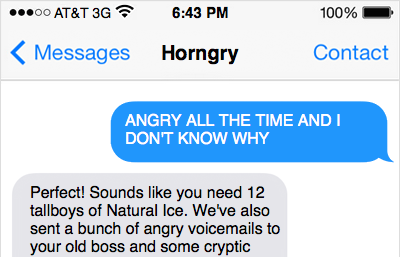 AT&T 3G 6:43 PM 100%
Messages Horngry Contact
ANGRY ALL THE TIME AND I
DON'T KNOW WHY
Perfect! Sounds like you need 12
tallboys of Natural Ice. We've also
sent a bunch of angry voicemails to
your old boss and some cryptic